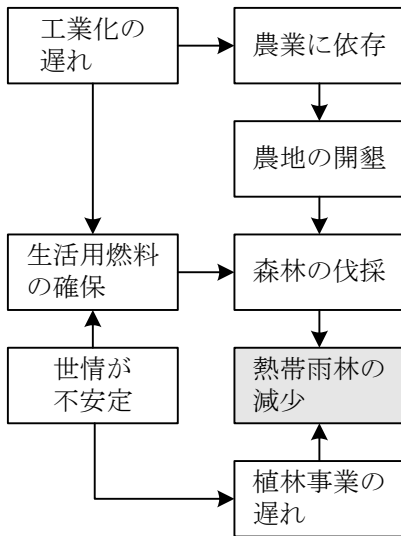 工業化の
遅れ
農業に依存
農地の開墾
生活用燃料
の確保
森林の伐採
世情が
不安定
熱帯雨林の
減少
植林事業の
遅れ